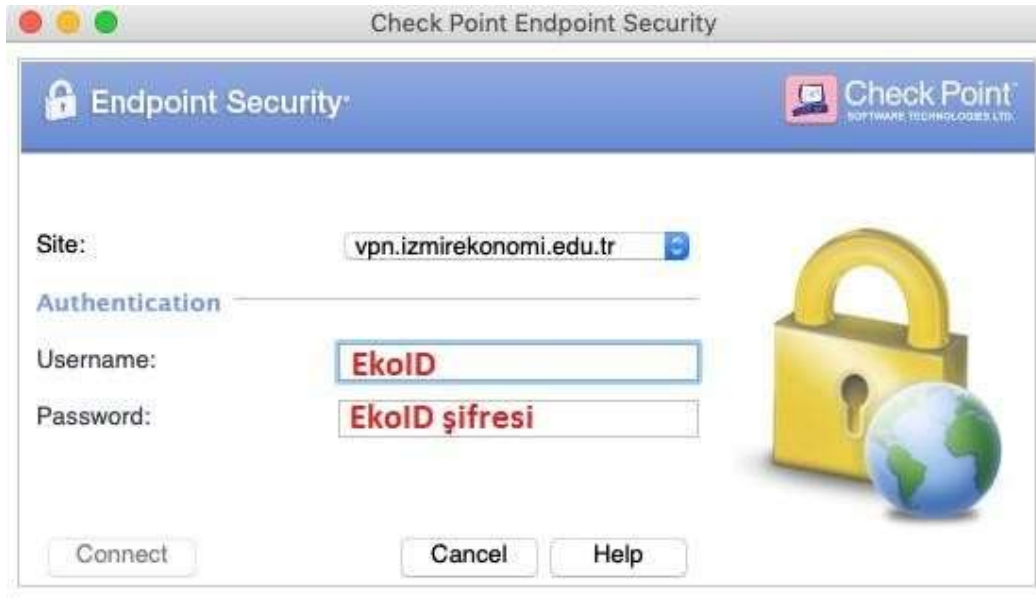 Check Point Endpoint Security
Endpoint Security
Check Point
SOFTWARE TECHNOLOGIES LTD.
Site: vpn.izmirekonomi.edu.tr
Authentication
Username: EkoID
Password: EkoID şifresi
Connect Cancel Help